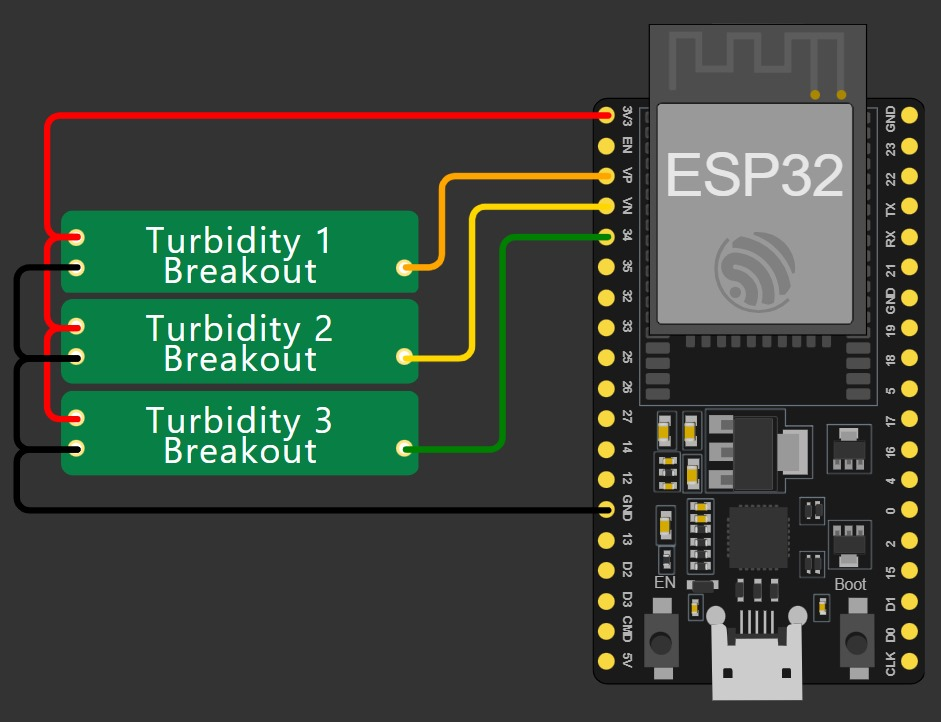 Turbidity 1
Breakout
Turbidity 2
Breakout
Turbidity 3
Breakout
ESP32
3V3
EN
VP
VN
34
35
32
33
25
26
27
14
12
GND
13
D2
D3
CMD
5V
GND
23
22
TX
RX
21
GND
19
18
5
17
16
4
0
2
15
D1
D0
CLK
EN
Boot